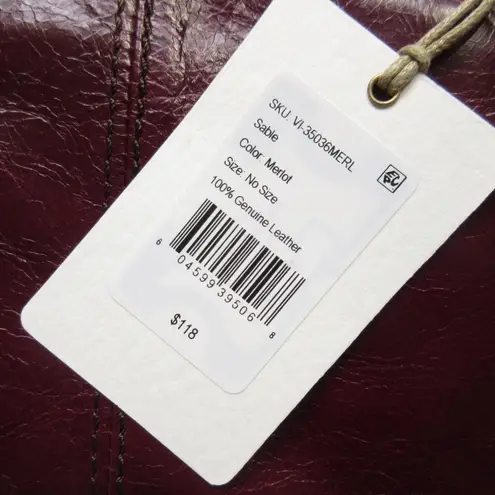 SKU: VI-35036MERL
Sable
Color: Merlot
Size: No Size
100% Genuine Leather
6 04599 39506 8
$118